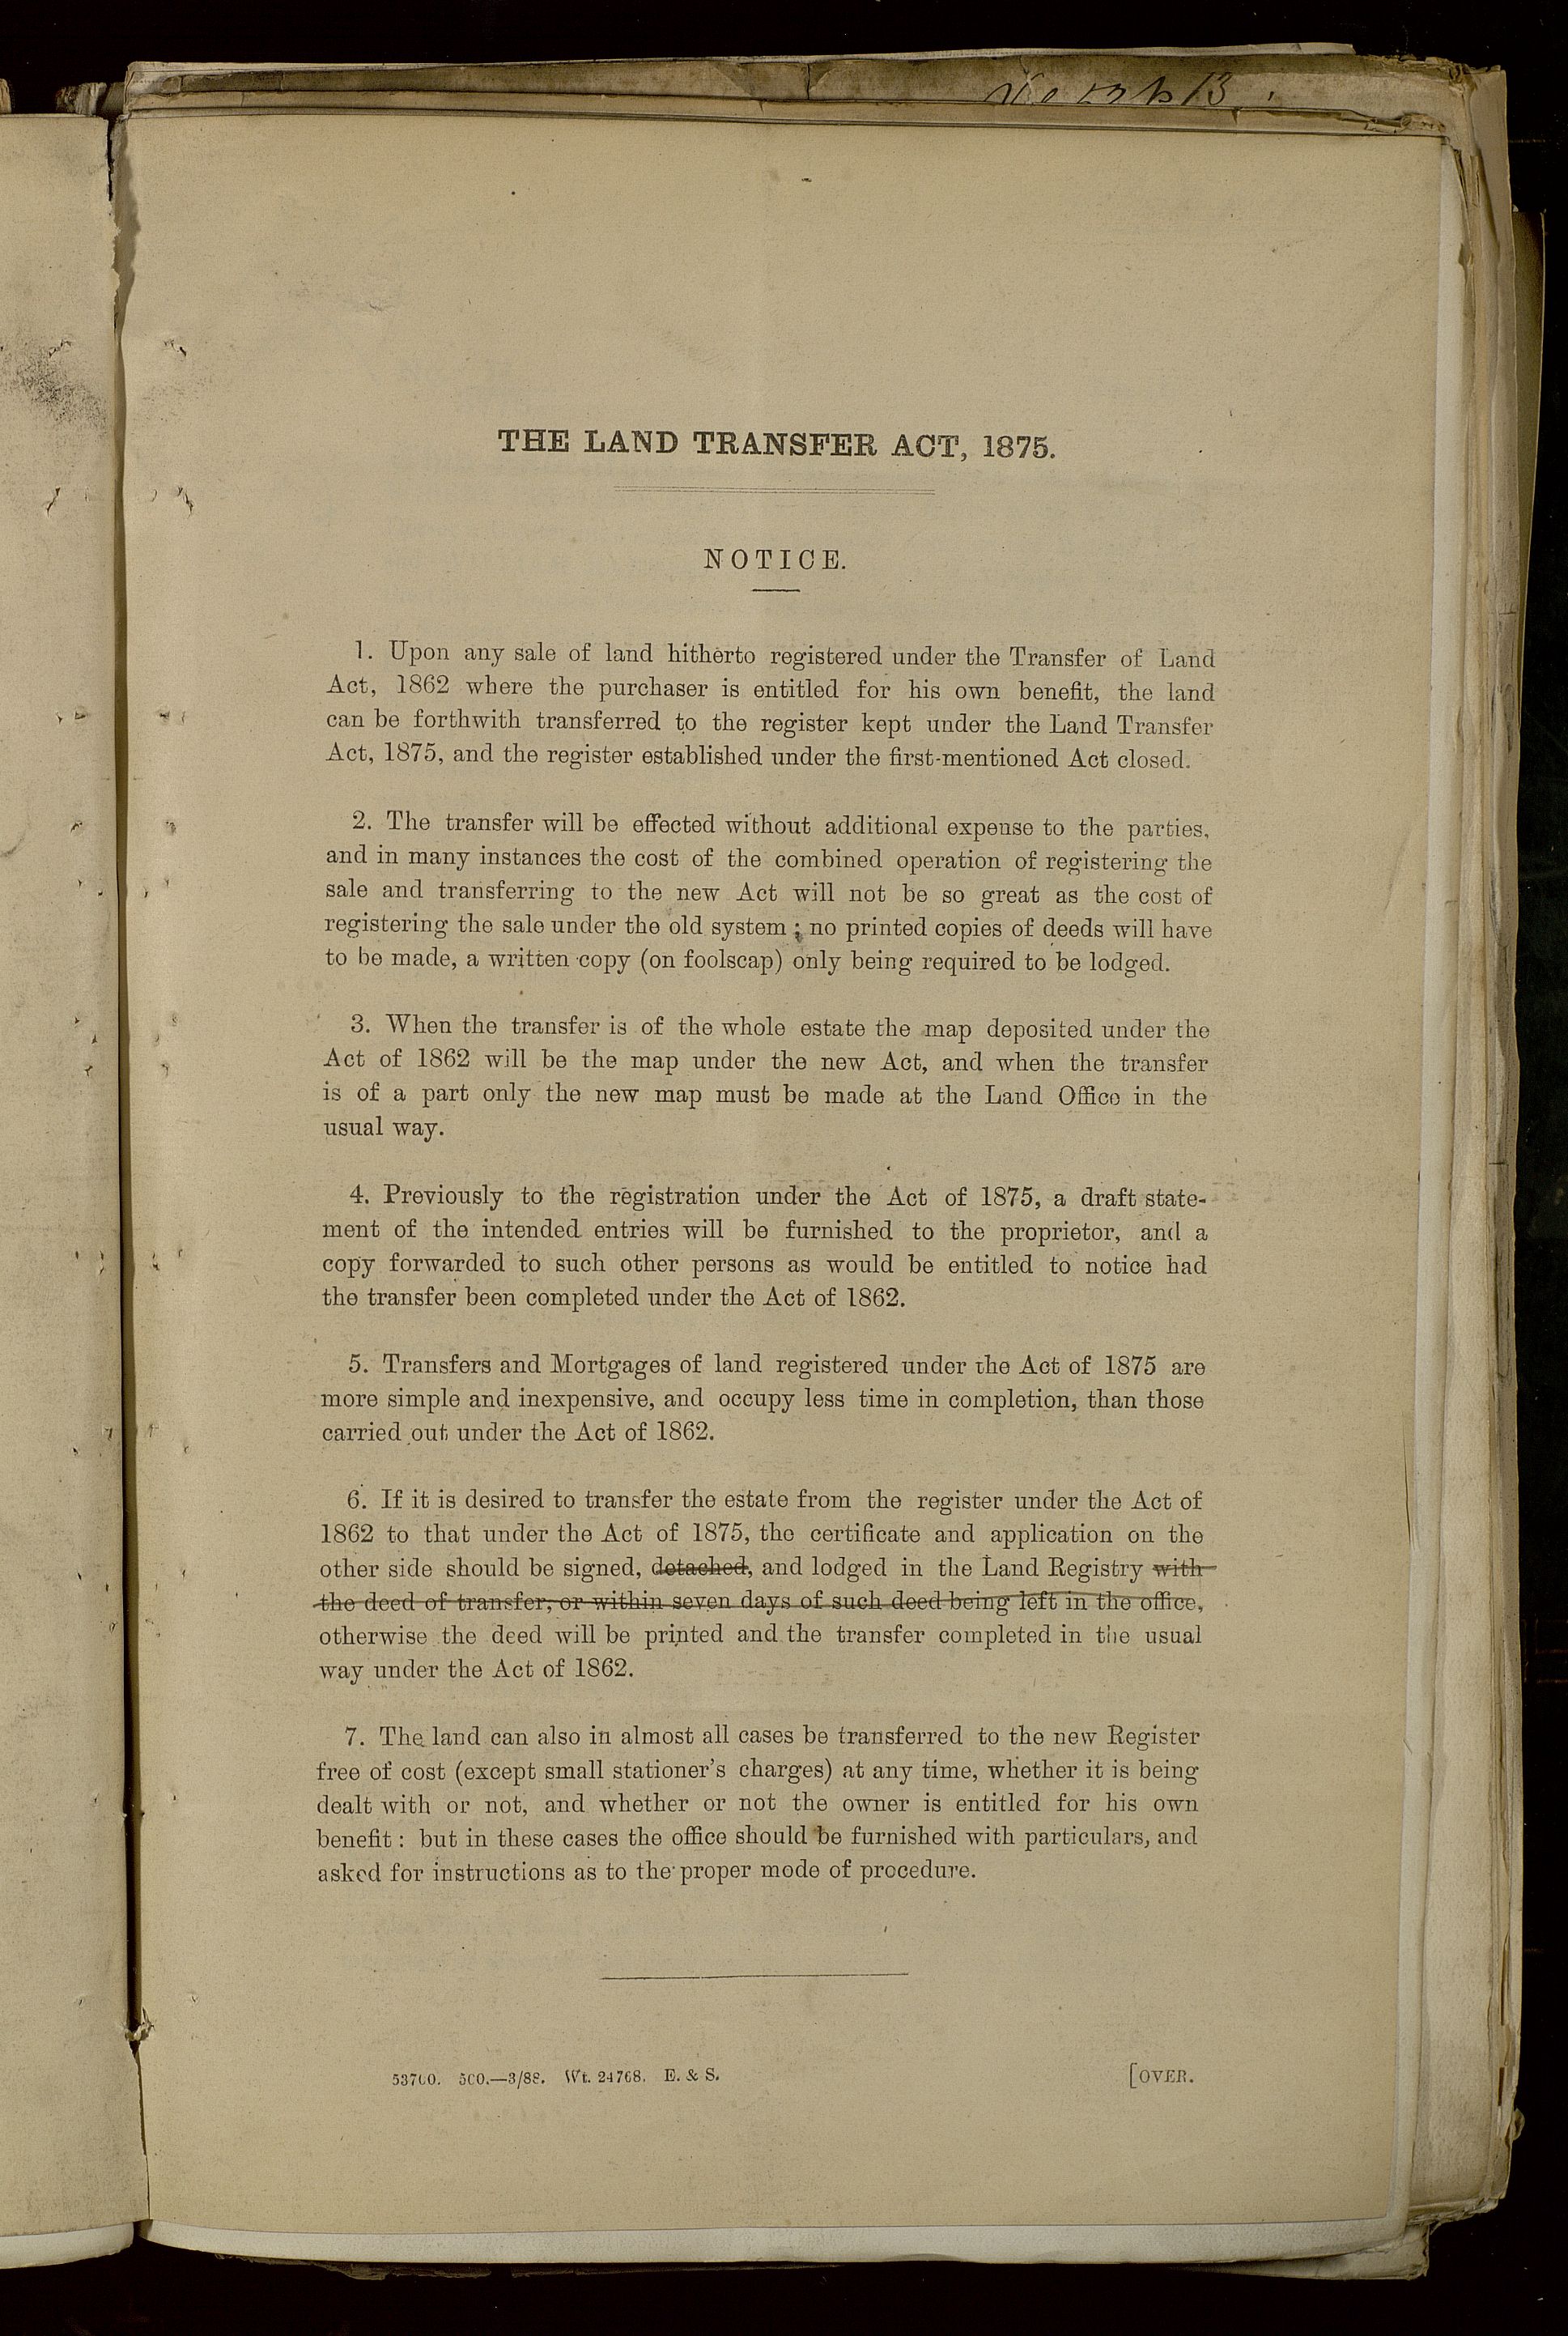 THE LAND TRANSFER ACT, 1875.
NOTICE.
1. Upon any sale of land hitherto registered under the Transfer of Land
Act, 1862 where the purchaser is entitled for his own benefit, the land
can be forthwith transferred to the register kept under the Land Transfer
Act, 1875, and the register established under the first-mentioned Act closed.
2. The transfer will be effected without additional expense to the parties,
and in many instances the cost of the combined operation of registering the
sale and transferring to the new Act will not be so great as the cost of
registering the sale under the old system ; no printed copies of deeds will have
to be made, a written copy (on foolscap) only being required to be lodged.
3. When the transfer is of the whole estate the map deposited under the
Act of 1862 will be the map under the new Act, and when the transfer
is of a part only the new map must be made at the Land Office in the
usual way.
4. Previously to the registration under the Act of 1875, a draft state-
ment of the intended entries will be furnished to the proprietor, and a
copy forwarded to such other persons as would be entitled to notice had
the transfer been completed under the Act of 1862.
5. Transfers and Mortgages of land registered under the Act of 1875 are
more simple and inexpensive, and occupy less time in completion, than those
carried out under the Act of 1862.
6. If it is desired to transfer the estate from the register under the Act of
1862 to that under the Act of 1875, the certificate and application on the
other side should be signed, detached, and lodged in the Land Registry with
the deed of transfer, or within seven days of such deed being left in the office,
otherwise the deed will be printed and the transfer completed in the usual
way under the Act of 1862.
7. The land can also in almost all cases be transferred to the new Register
free of cost (except small stationer's charges) at any time, whether it is being
dealt with or not, and whether or not the owner is entitled for his own
benefit : but in these cases the office should be furnished with particulars, and
asked for instructions as to the proper mode of procedure.
53700. 500.—3/88. Wt. 24768. E. & S.
[OVER.